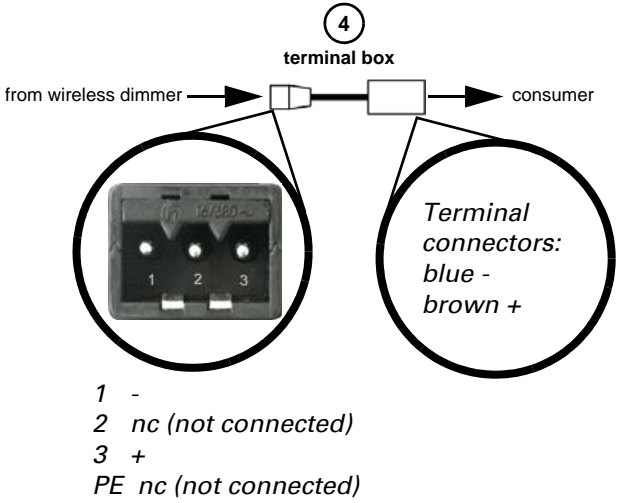 4
terminal box
from wireless dimmer
consumer
16/380 ~
1 2 3
Terminal
connectors:
blue -
brown +
1 -
2 nc (not connected)
3 +
PE nc (not connected)